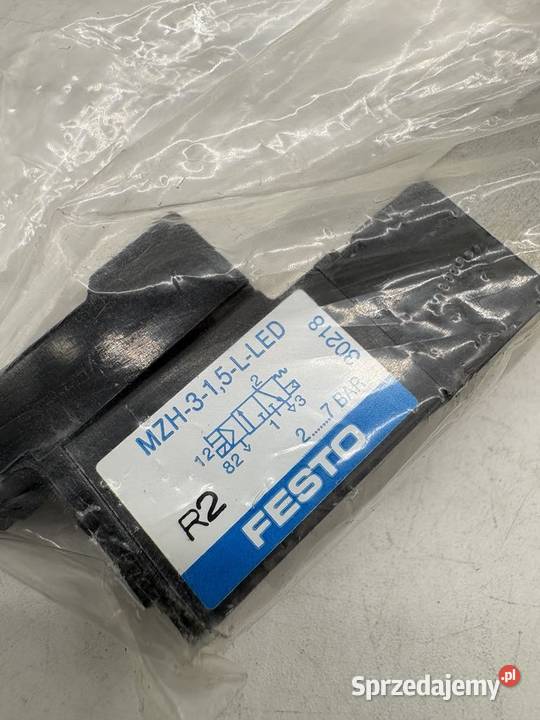 MZH-3-1,5-L-LED
30218
2
12
82
1
3
2.......7 BAR
R2
FESTO
Sprzedajemy.pl